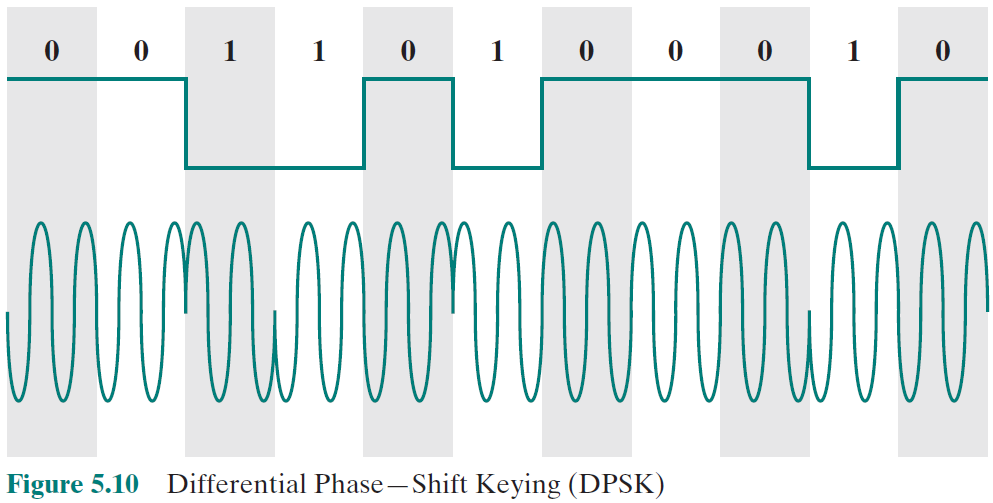 0 0 1 1 0 1 0 0 0 1 0
Figure 5.10 Differential Phase—Shift Keying (DPSK)